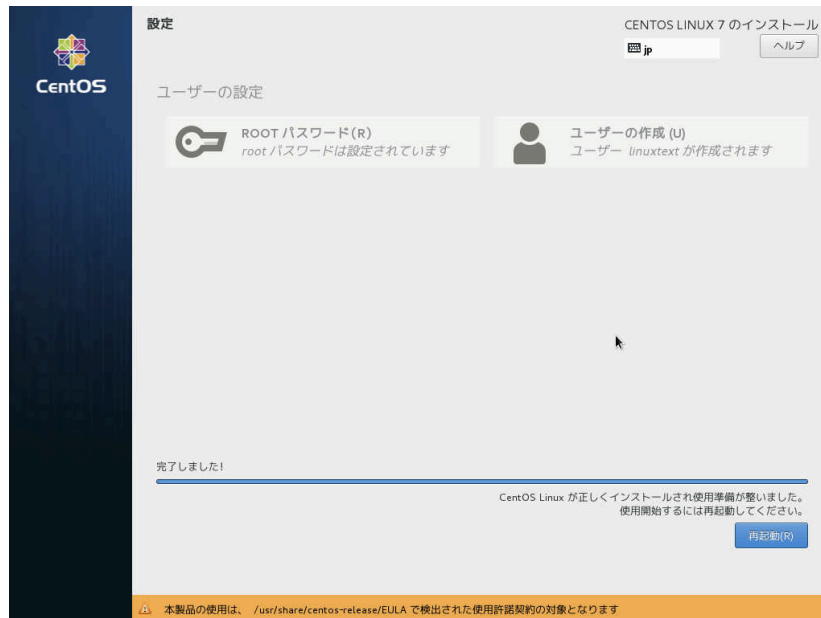 設定
CENTOS LINUX 7 のインストール
jp
ヘルプ
CentOS
ユーザーの設定
ROOT パスワード(R)
root パスワードは設定されています
ユーザーの作成 (U)
ユーザー linuxtext が作成されます
完了しました!
CentOS Linux が正しくインストールされ使用準備が整いました。
使用開始するには再起動してください。
再起動(R)
本製品の使用は、 /usr/share/centos-release/EULA で検出された使用許諾契約の対象となります